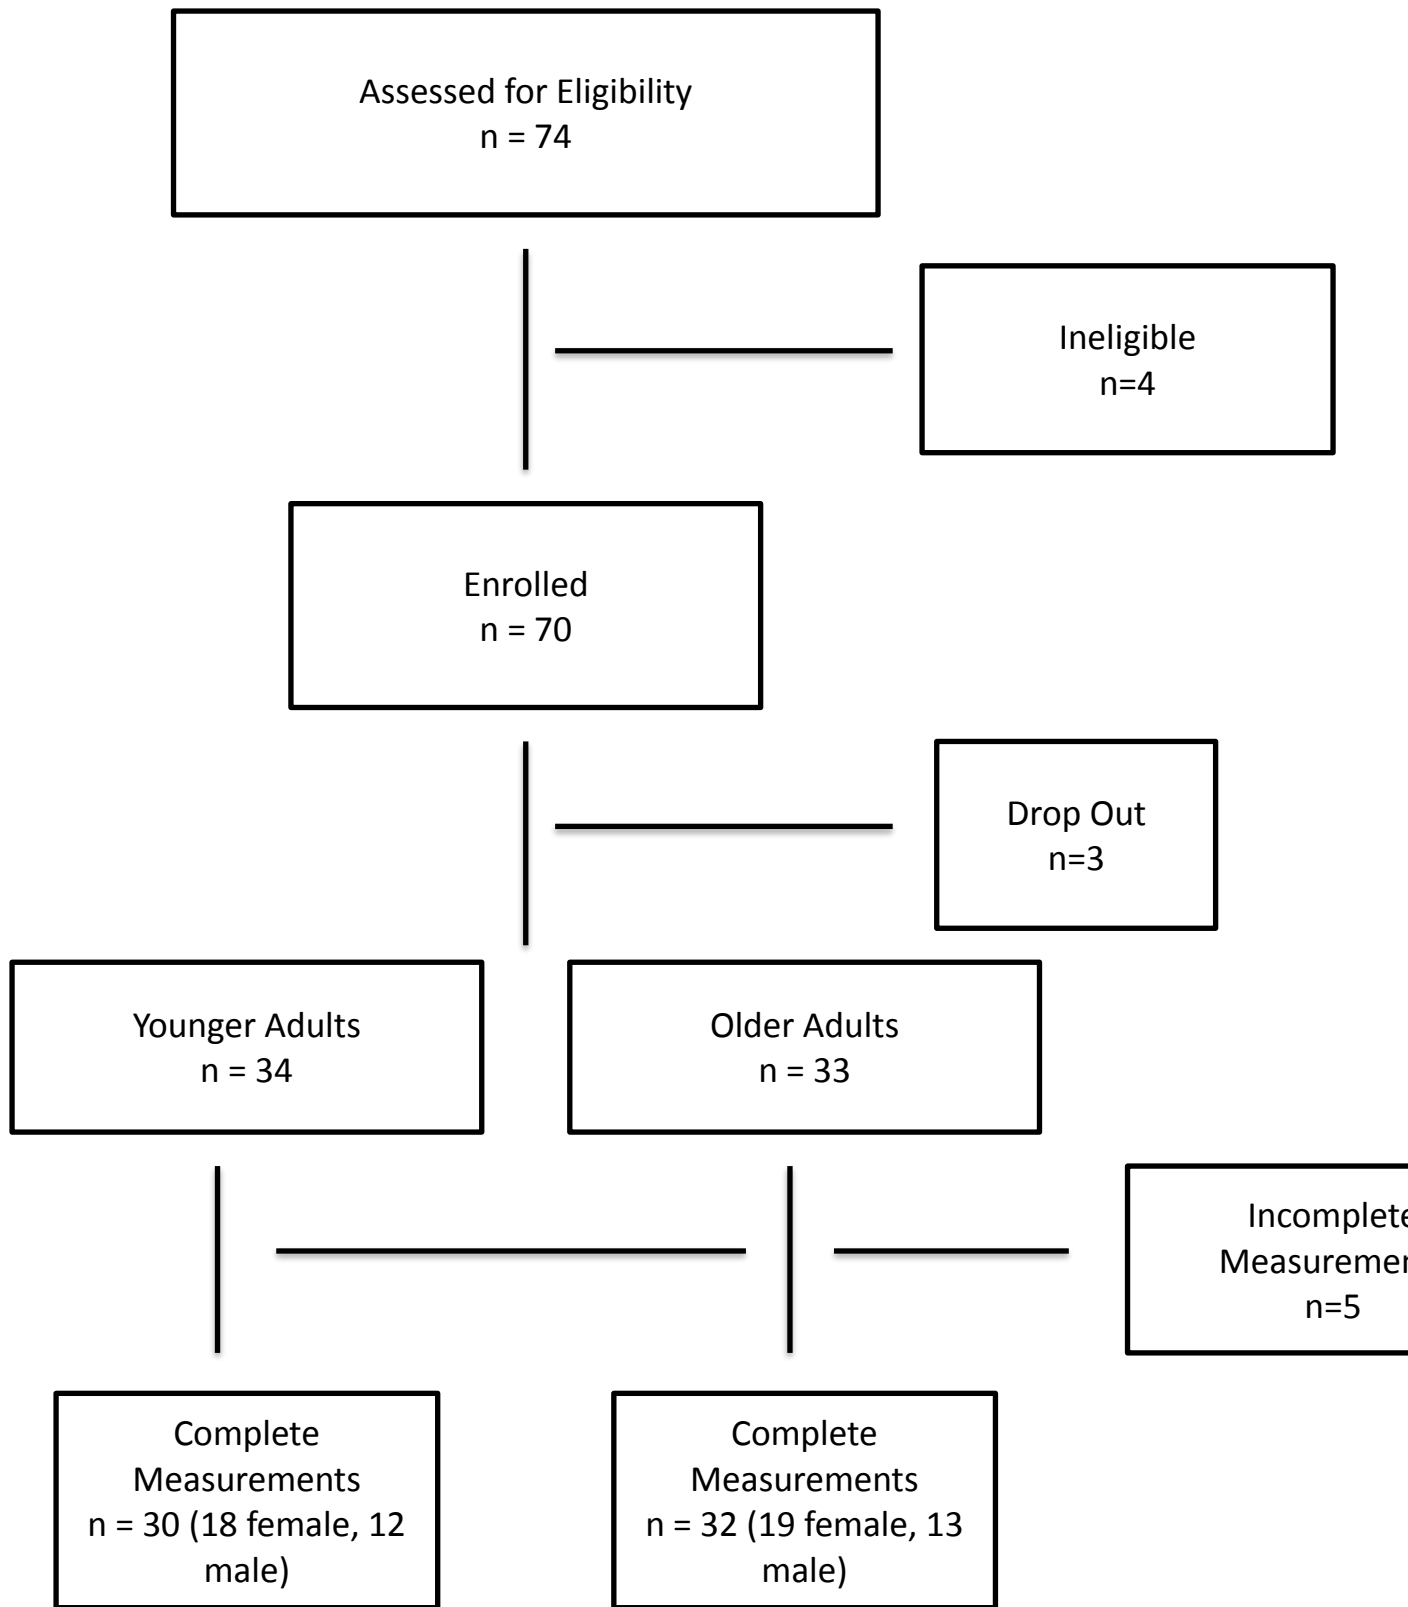 Assessed for Eligibility
n = 74
Ineligible
n=4
Enrolled
n = 70
Drop Out
n=3
Younger Adults
n = 34
Older Adults
n = 33
Incomplete
n=5
Complete
Measurements
n = 30 (18 female, 12
male)
Complete
Measurements
n = 32 (19 female, 13
male)